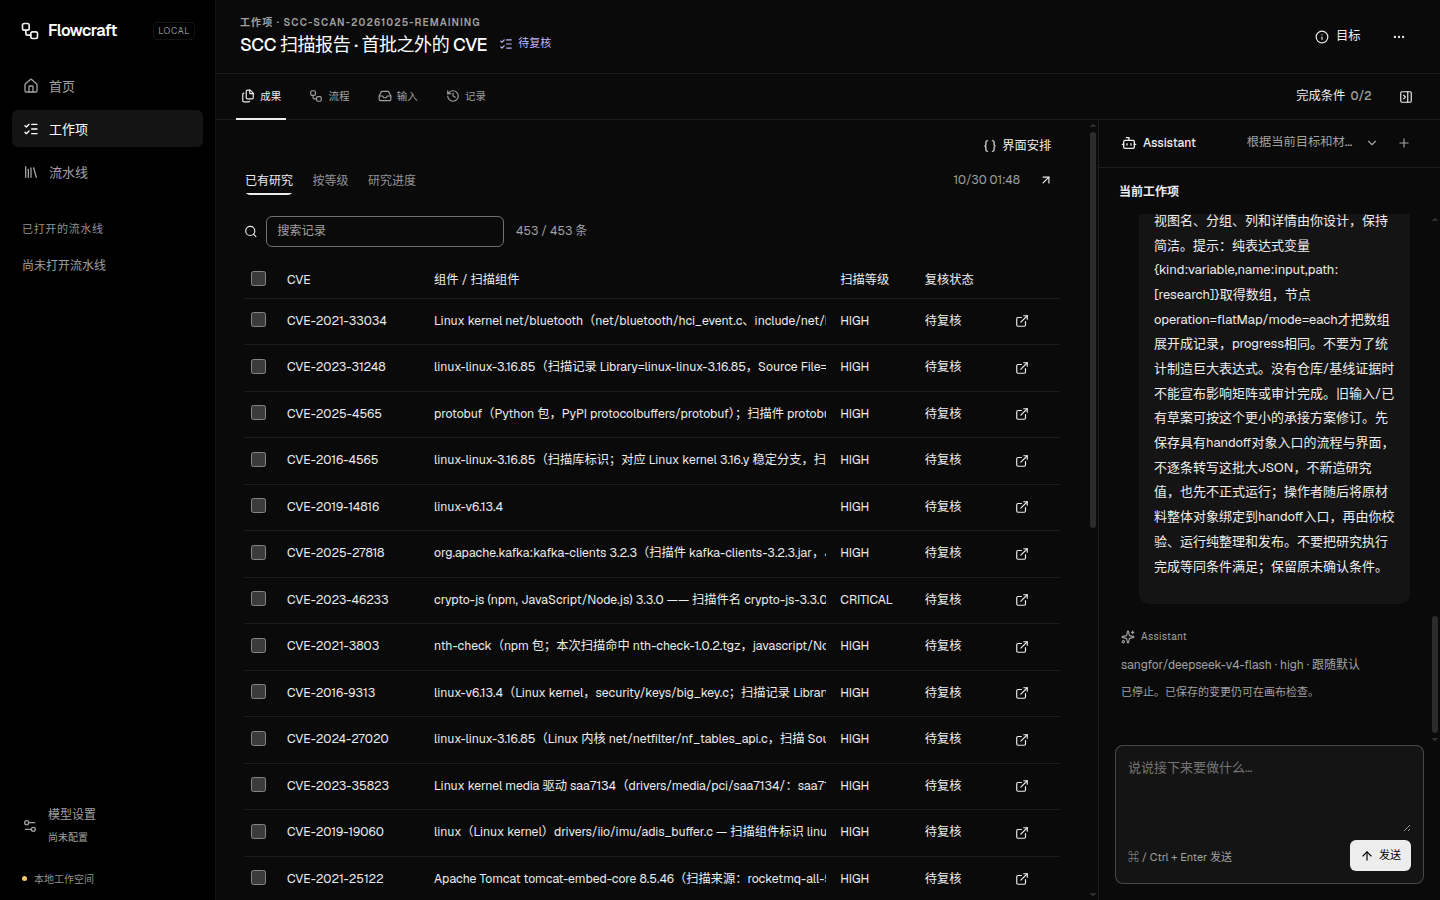 Flowcraft
LOCAL
首页
工作项
流水线
已打开的流水线
尚未打开流水线
模型设置
尚未配置
本地工作空间
工作项 · SCC-SCAN-20261025-REMAINING
SCC 扫描报告 · 首批之外的 CVE
待复核
目标
成果
流程
输入
记录
完成条件 0/2
{ } 界面安排
已有研究
按等级
研究进度
10/30 01:48
搜索记录
453 / 453 条
CVE 组件 / 扫描组件 扫描等级 复核状态
CVE-2021-33034 Linux kernel net/bluetooth（net/bluetooth/hci_event.c、include/net/ HIGH 待复核
CVE-2023-31248 linux-linux-3.16.85（扫描记录 Library=linux-linux-3.16.85，Source File= HIGH 待复核
CVE-2025-4565 protobuf（Python 包，PyPI protocolbuffers/protobuf）；扫描件 protobu HIGH 待复核
CVE-2016-4565 linux-linux-3.16.85（扫描库标识；对应 Linux kernel 3.16.y 稳定分支，扫 HIGH 待复核
CVE-2019-14816 linux-v6.13.4 HIGH 待复核
CVE-2025-27818 org.apache.kafka:kafka-clients 3.2.3（扫描件 kafka-clients-3.2.3.jar， HIGH 待复核
CVE-2023-46233 crypto-js (npm, JavaScript/Node.js) 3.3.0 —— 扫描件名 crypto-js-3.3.0 CRITICAL 待复核
CVE-2021-3803 nth-check（npm 包；本次扫描命中 nth-check-1.0.2.tgz，javascript/No HIGH 待复核
CVE-2016-9313 linux-v6.13.4（Linux kernel，security/keys/big_key.c；扫描记录 Librar HIGH 待复核
CVE-2024-27020 linux-linux-3.16.85（Linux 内核 net/netfilter/nf_tables_api.c，扫描 Sou HIGH 待复核
CVE-2023-35823 Linux kernel media 驱动 saa7134（drivers/media/pci/saa7134/：saa7 HIGH 待复核
CVE-2019-19060 linux（Linux kernel）drivers/iio/imu/adis_buffer.c — 扫描组件标识 linu HIGH 待复核
CVE-2021-25122 Apache Tomcat tomcat-embed-core 8.5.46（扫描来源：rocketmq-all- HIGH 待复核
Assistant
根据当前目标和材...
当前工作项
视图名、分组、列和详情由你设计，保持
简洁。提示：纯表达式变量
{kind:variable,name:input,path:
[research]}取得数组，节点
operation=flatMap/mode=each才把数组
展开成记录，progress相同。不要为了统
计制造巨大表达式。没有仓库/基线证据时
不能宣布影响矩阵或审计完成。旧输入/已
有草案可按这个更小的承接方案修订。先
保存具有handoff对象入口的流程与界面，
不逐条转写这批大JSON，不新造研究
值，也先不正式运行；操作者随后将原材
料整体对象绑定到handoff入口，再由你校
验、运行纯整理和发布。不要把研究执行
完成等同条件满足；保留原未确认条件。
Assistant
sangfor/deepseek-v4-flash · high · 跟随默认
已停止。已保存的变更仍可在画布检查。
说说接下来要做什么...
⌘ / Ctrl + Enter 发送
发送